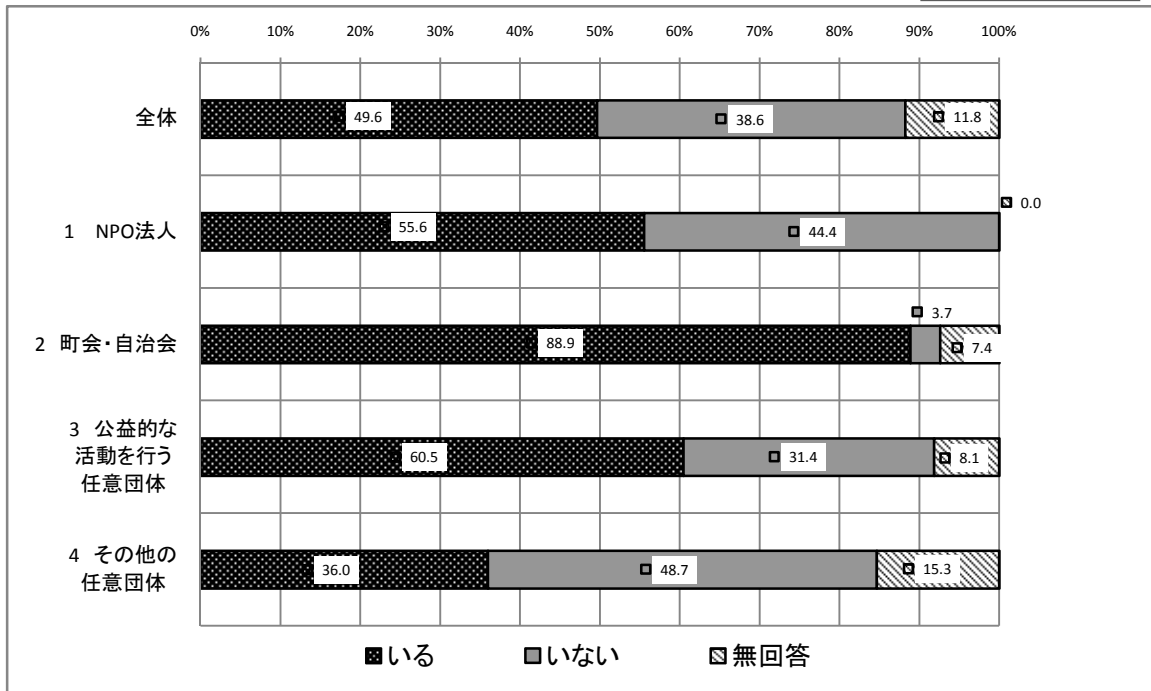 0% 10% 20% 30% 40% 50% 60% 70% 80% 90% 100%
全体 49.6 38.6 11.8
0.0
1 NPO法人 55.6 44.4
3.7
2 町会・自治会 88.9 7.4
3 公益的な
活動を行う 60.5 31.4 8.1
任意団体
4 その他の
任意団体 36.0 48.7 15.3
いる いない 無回答